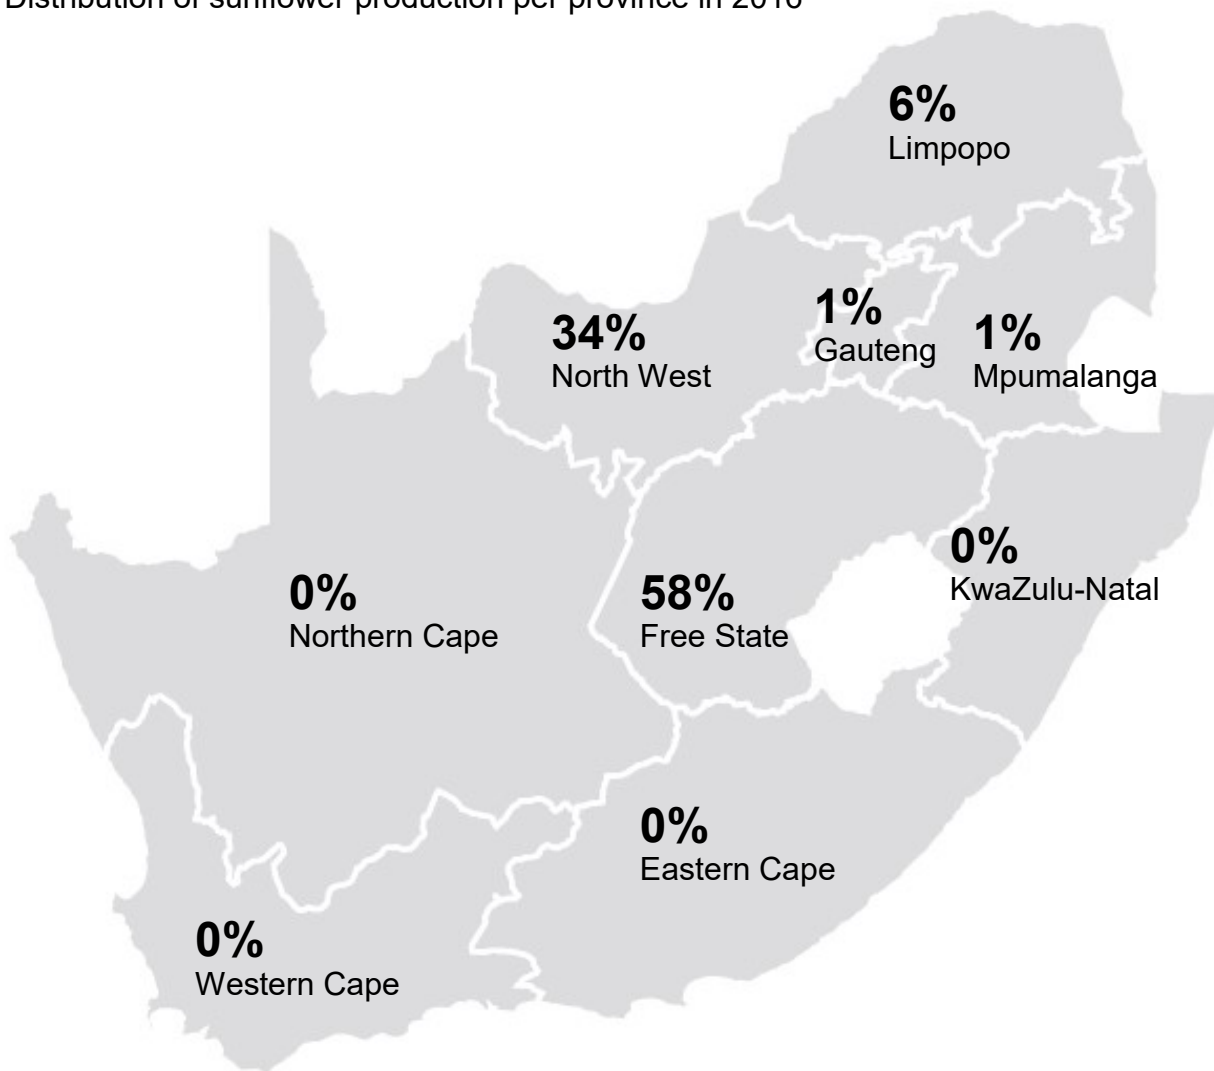 Distribution of sunflower production per province in 2016
6%
Limpopo
1%
Gauteng
34%
North West
1%
Mpumalanga
0%
KwaZulu-Natal
0%
Northern Cape
58%
Free State
0%
Eastern Cape
0%
Western Cape